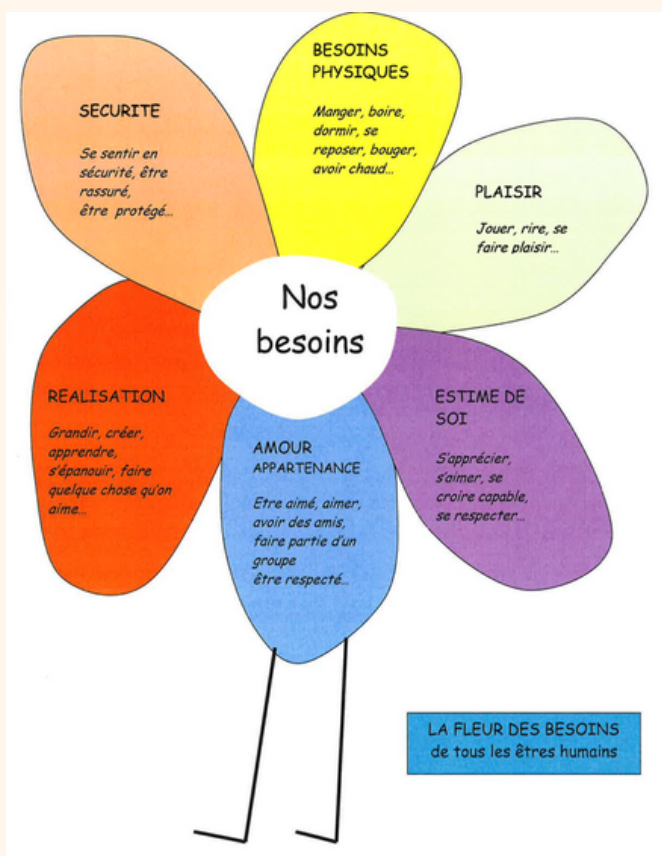 BESOINS
PHYSIQUES
Manger, boire,
dormir, se
reposer, bouger,
avoir chaud...
SECURITE
Se sentir en
sécurité, être
rassuré,
être protégé...
PLAISIR
Jouer, rire, se
faire plaisir...
Nos
besoins
REALISATION
Grandir, créer,
apprendre,
s'épanouir, faire
quelque chose qu'on
aime...
ESTIME DE
SOI
S'apprécier,
s'aimer, se
croire capable,
se respecter...
AMOUR
APPARTENANCE
Etre aimé, aimer,
avoir des amis,
faire partie d'un
groupe
être respecté...
LA FLEUR DES BESOINS
de tous les êtres humains